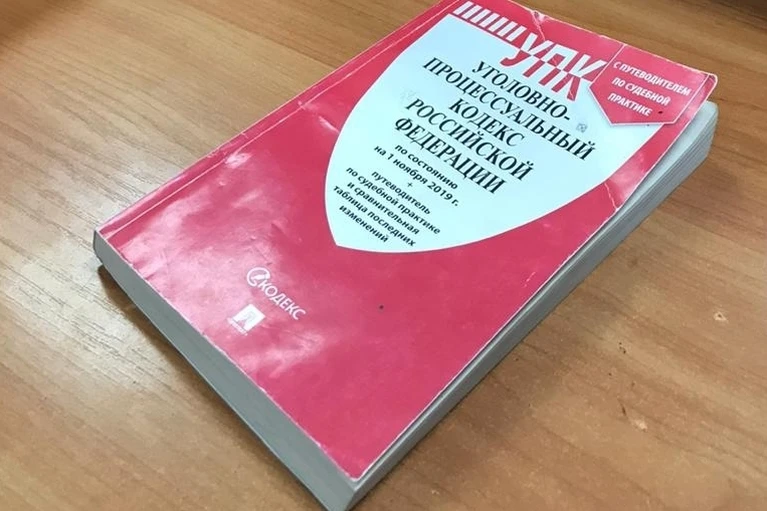 УПК
С ПУТЕВОДИТЕЛЕМ
ПО СУДЕБНОЙ
ПРАКТИКЕ
УГОЛОВНО-
ПРОЦЕССУАЛЬНЫЙ
КОДЕКС
РОССИЙСКОЙ
ФЕДЕРАЦИИ
по состоянию
на 1 ноября 2019 г.
+
путеводитель
по судебной практике
и сравнительная
таблица последних
изменений
КОДЕКС